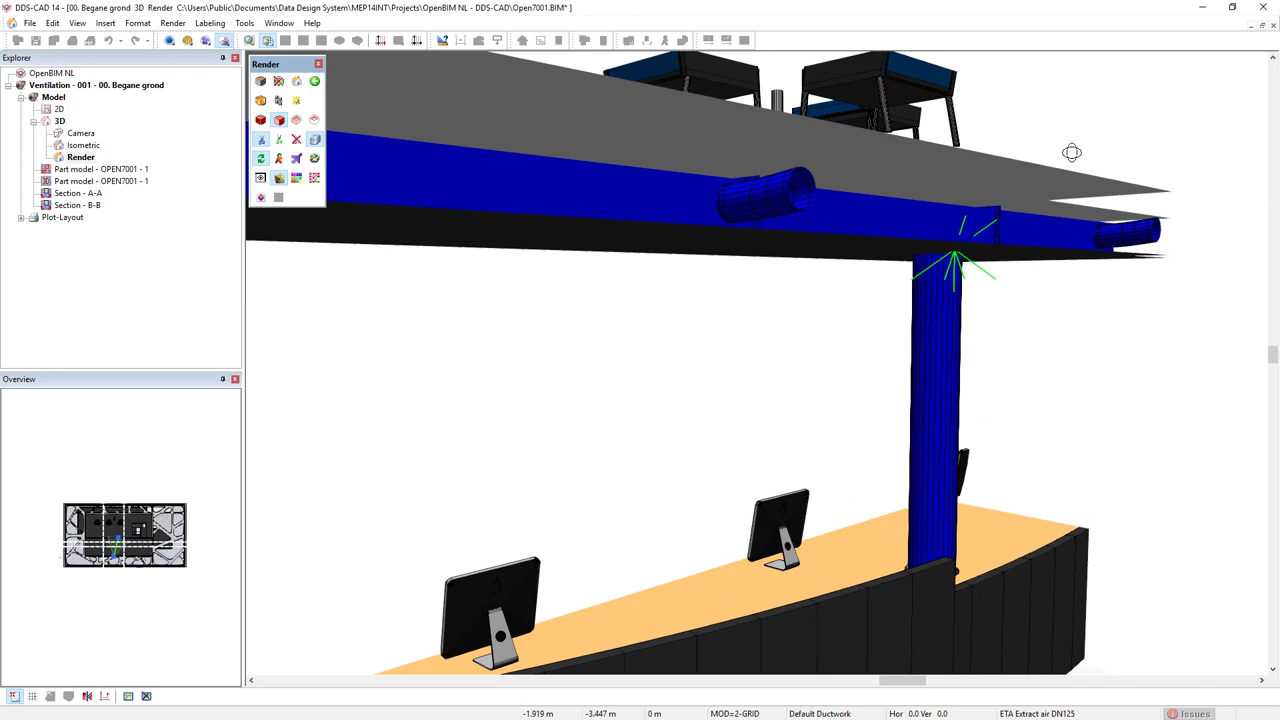 DDS-CAD 14 - [00. Begane grond 3D Render C:\Users\Public\Documents\Data Design System\MEP14INT\Projects\OpenBIM NL - DDS-CAD\Open7001.BIM* ]
File Edit View Insert Format Render Labeling Tools Window Help
Explorer
OpenBIM NL
Ventilation - 001 - 00. Begane grond
Model
2D
3D
Camera
Isometric
Render
Part model - OPEN7001 - 1
Part model - OPEN7001 - 1
Section - A-A
Section - B-B
Plot-Layout
Render
Overview
-1.919 m -3.447 m 0 m MOD=2-GRID Default Ductwork Hor 0.0 Ver 0.0 ETA Extract air DN125 Issues